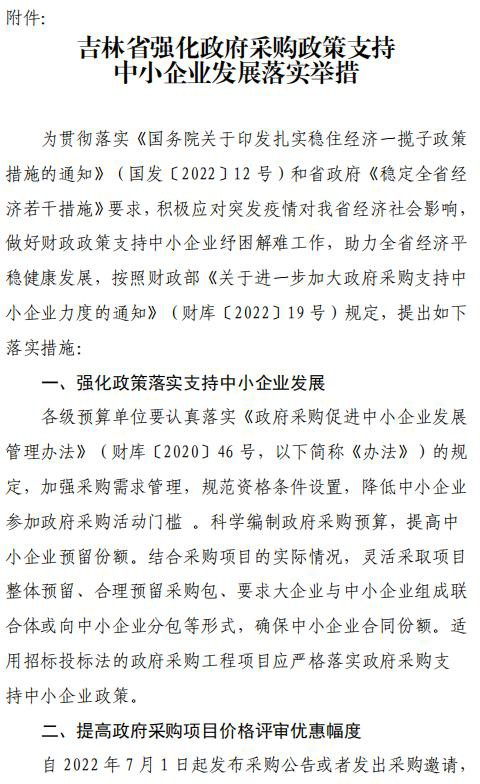 附件:
吉林省强化政府采购政策支持
中小企业发展落实举措
为贯彻落实《国务院关于印发扎实稳住经济一揽子政策
措施的通知》（国发〔2022〕12 号）和省政府《稳定全省经
济若干措施》要求，积极应对突发疫情对我省经济社会影响，
做好财政政策支持中小企业纾困解难工作，助力全省经济平
稳健康发展，按照财政部《关于进一步加大政府采购支持中
小企业力度的通知》（财库〔2022〕19 号）规定，提出如下
落实措施：
一、强化政策落实支持中小企业发展
各级预算单位要认真落实《政府采购促进中小企业发展
管理办法》（财库〔2020〕46 号，以下简称《办法》）的规
定，加强采购需求管理，规范资格条件设置，降低中小企业
参加政府采购活动门槛 。科学编制政府采购预算，提高中
小企业预留份额。结合采购项目的实际情况，灵活采取项目
整体预留、合理预留采购包、要求大企业与中小企业组成联
合体或向中小企业分包等形式，确保中小企业合同份额。适
用招标投标法的政府采购工程项目应严格落实政府采购支
持中小企业政策。
二、提高政府采购项目价格评审优惠幅度
自 2022 年 7 月 1 日起发布采购公告或者发出采购邀请，